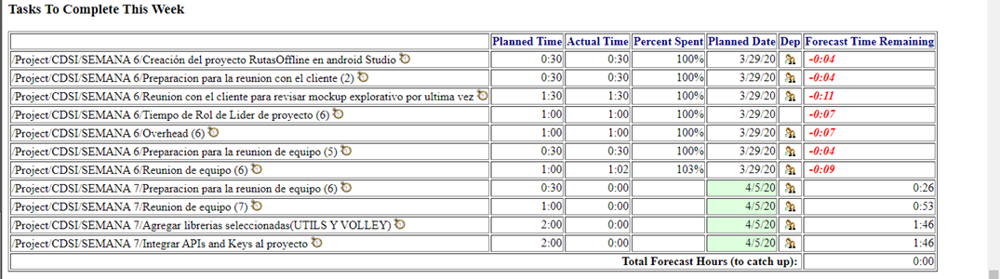 Tasks To Complete This Week
Planned Time Actual Time Percent Spent Planned Date Dep Forecast Time Remaining
/Project/CDSI/SEMANA 6/Creación del proyecto RutasOffline en android Studio 0:30 0:30 100% 3/29/20 -0:04
/Project/CDSI/SEMANA 6/Preparacion para la reunion con el cliente (2) 0:30 0:30 100% 3/29/20 -0:04
/Project/CDSI/SEMANA 6/Reunion con el cliente para revisar mockup explorativo por ultima vez 1:30 1:30 100% 3/29/20 -0:11
/Project/CDSI/SEMANA 6/Tiempo de Rol de Lider de proyecto (6) 1:00 1:00 100% 3/29/20 -0:07
/Project/CDSI/SEMANA 6/Overhead (6) 1:00 1:00 100% 3/29/20 -0:07
/Project/CDSI/SEMANA 6/Preparacion para la reunion de equipo (5) 0:30 0:30 100% 3/29/20 -0:04
/Project/CDSI/SEMANA 6/Reunion de equipo (6) 1:00 1:02 103% 3/29/20 -0:09
/Project/CDSI/SEMANA 7/Preparacion para la reunion de equipo (6) 0:30 0:00 4/5/20 0:26
/Project/CDSI/SEMANA 7/Reunion de equipo (7) 1:00 0:00 4/5/20 0:53
/Project/CDSI/SEMANA 7/Agregar librerias seleccionadas(UTILS Y VOLLEY) 2:00 0:00 4/5/20 1:46
/Project/CDSI/SEMANA 7/Integrar APIs and Keys al proyecto 2:00 0:00 4/5/20 1:46
Total Forecast Hours (to catch up): 0:00